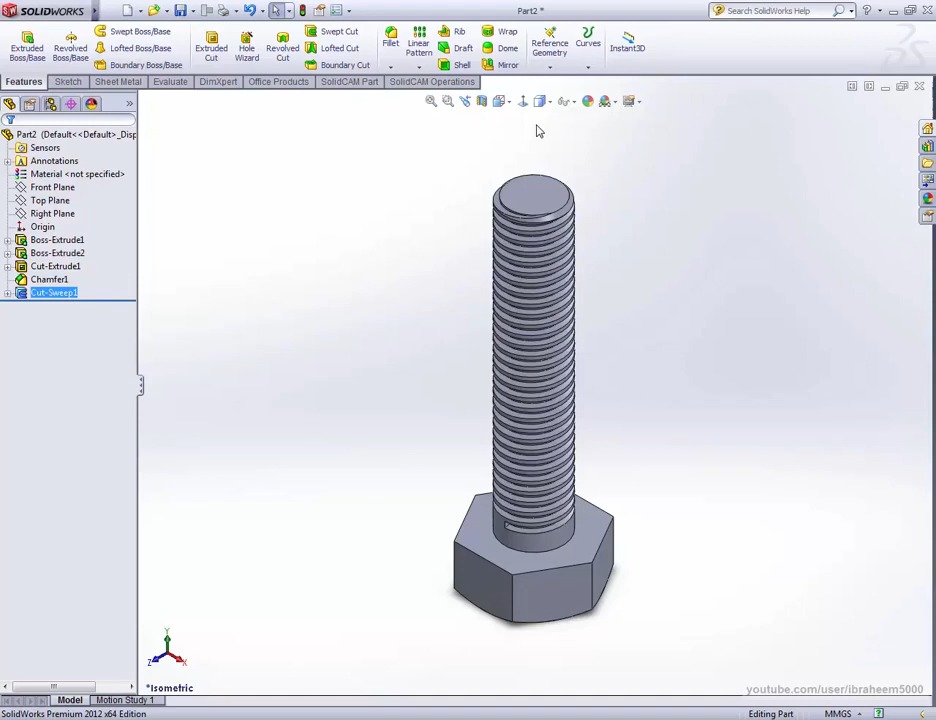 SOLIDWORKS
Part2 *
Search SolidWorks Help
Extruded Boss/Base
Revolved Boss/Base
Swept Boss/Base
Lofted Boss/Base
Boundary Boss/Base
Extruded Cut
Hole Wizard
Revolved Cut
Swept Cut
Lofted Cut
Boundary Cut
Fillet
Linear Pattern
Rib
Draft
Shell
Wrap
Dome
Mirror
Reference Geometry
Curves
Instant3D
Features
Sketch
Sheet Metal
Evaluate
DimXpert
Office Products
SolidCAM Part
SolidCAM Operations
Part2 (Default<<Default>_Disp
Sensors
Annotations
Material <not specified>
Front Plane
Top Plane
Right Plane
Origin
Boss-Extrude1
Boss-Extrude2
Cut-Extrude1
Chamfer1
Cut-Sweep1
Y
Z
X
*Isometric
youtube.com/user/ibraheem5000
Model
Motion Study 1
SolidWorks Premium 2012 x64 Edition
Editing Part
MMGS